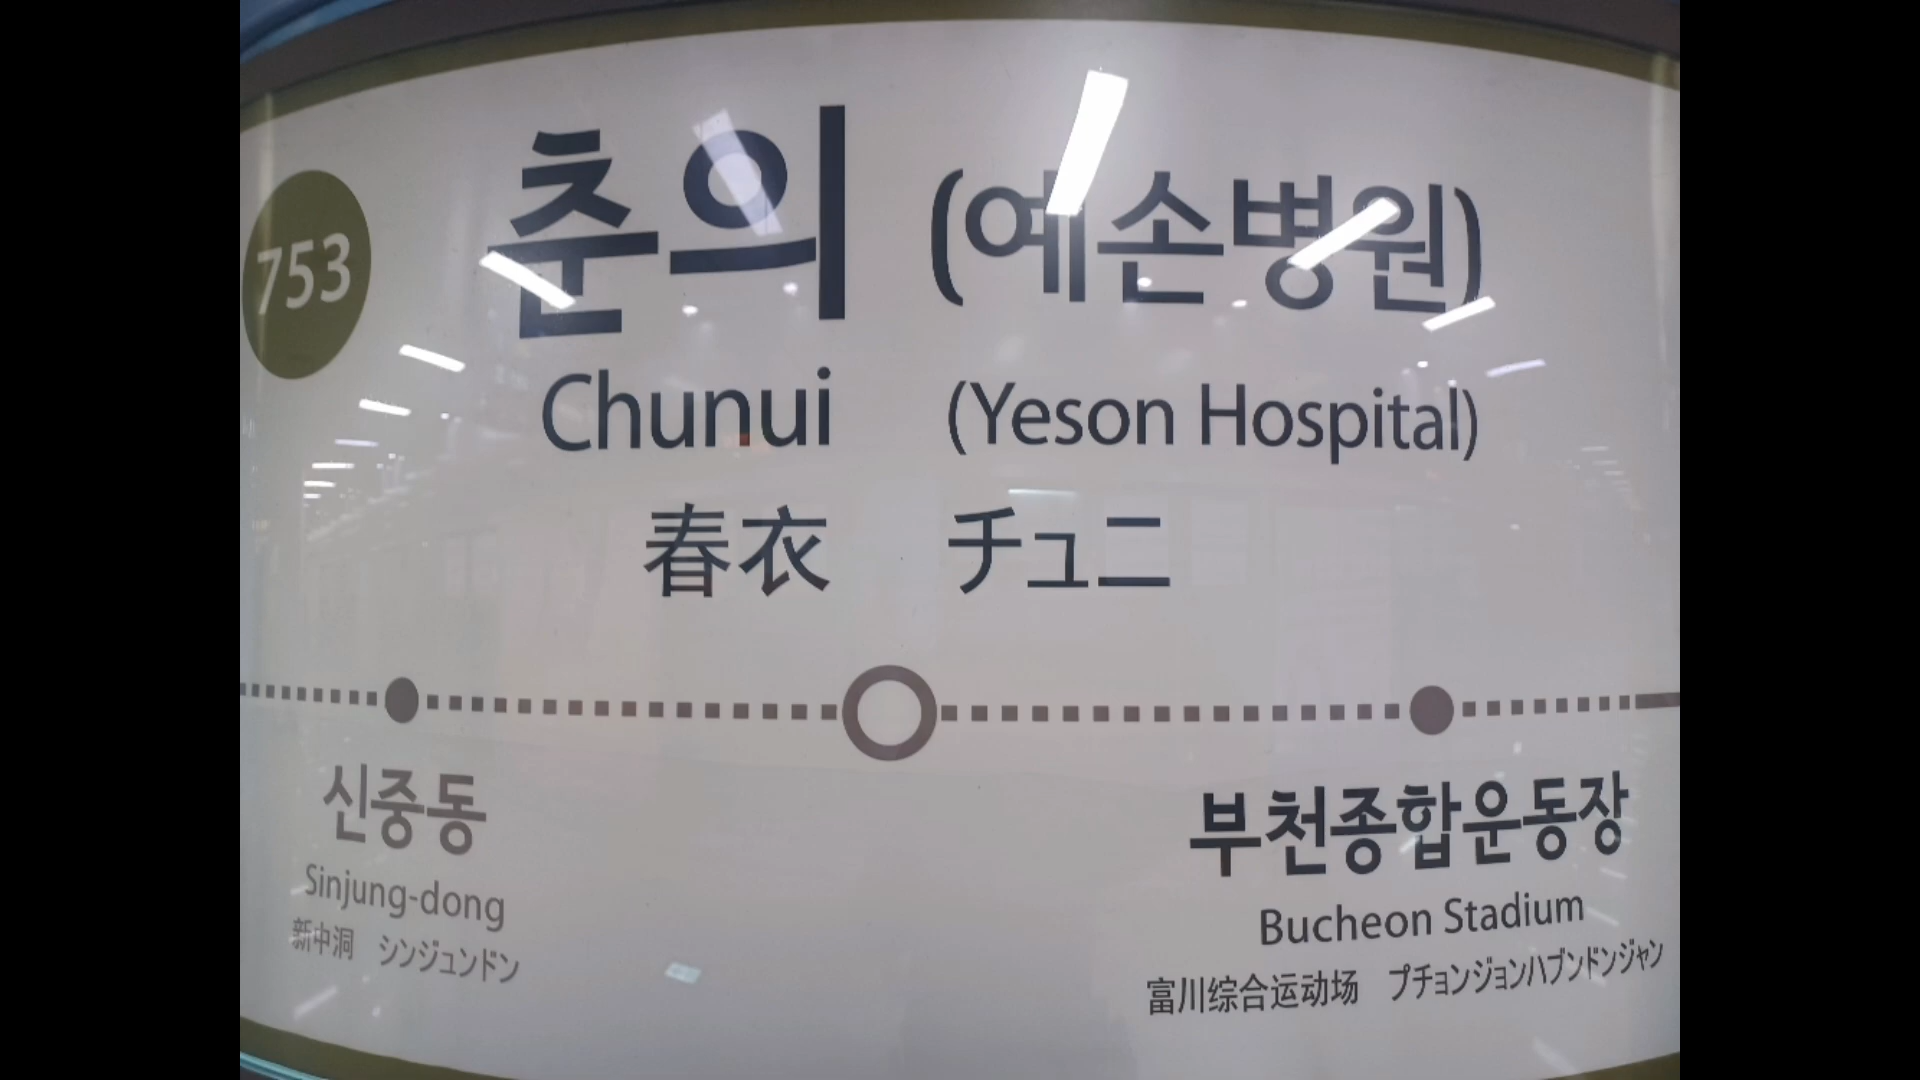 753
춘의 (예손병원)
Chunui (Yeson Hospital)
春衣 チュニ
신중동
Sinjung-dong
新中洞 シンジュンドン
부천종합운동장
Bucheon Stadium
富川综合运动场 プチョンジョンハブンドンジャン